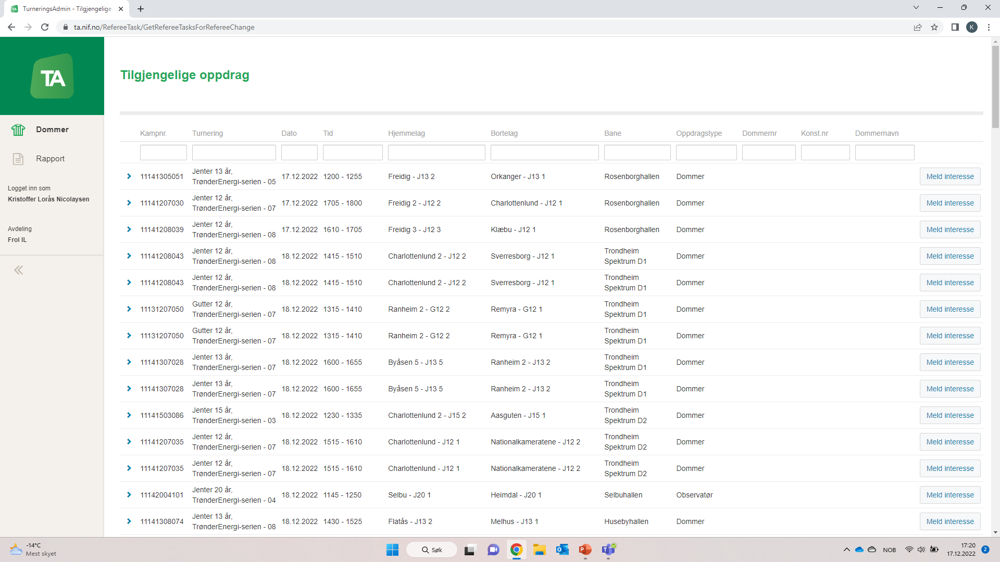 TurneringsAdmin - Tilgjengelige
ta.nif.no/RefereeTask/GetRefereeTasksForRefereeChange
K
TA
Dommer
Rapport
Logget inn som
Kristoffer Lorås Nicolaysen
Avdeling
Frol IL
Tilgjengelige oppdrag
Kampnr. Turnering Dato Tid Hjemmelag Bortelag Bane Oppdragstype Dommernr Konst.nr Dommernavn
11141305051 Jenter 13 år, TrønderEnergi-serien - 05 17.12.2022 1200 - 1255 Freidig - J13 2 Orkanger - J13 1 Rosenborghallen Dommer Meld interesse
11141207030 Jenter 12 år, TrønderEnergi-serien - 07 17.12.2022 1705 - 1800 Freidig 2 - J12 2 Charlottenlund - J12 1 Rosenborghallen Dommer Meld interesse
11141208039 Jenter 12 år, TrønderEnergi-serien - 08 17.12.2022 1610 - 1705 Freidig 3 - J12 3 Klæbu - J12 1 Rosenborghallen Dommer Meld interesse
11141208043 Jenter 12 år, TrønderEnergi-serien - 08 18.12.2022 1415 - 1510 Charlottenlund 2 - J12 2 Sverresborg - J12 1 Trondheim Spektrum D1 Dommer Meld interesse
11141208043 Jenter 12 år, TrønderEnergi-serien - 08 18.12.2022 1415 - 1510 Charlottenlund 2 - J12 2 Sverresborg - J12 1 Trondheim Spektrum D1 Dommer Meld interesse
11131207050 Gutter 12 år, TrønderEnergi-serien - 07 18.12.2022 1315 - 1410 Ranheim 2 - G12 2 Remyra - G12 1 Trondheim Spektrum D1 Dommer Meld interesse
11131207050 Gutter 12 år, TrønderEnergi-serien - 07 18.12.2022 1315 - 1410 Ranheim 2 - G12 2 Remyra - G12 1 Trondheim Spektrum D1 Dommer Meld interesse
11141307028 Jenter 13 år, TrønderEnergi-serien - 07 18.12.2022 1600 - 1655 Byåsen 5 - J13 5 Ranheim 2 - J13 2 Trondheim Spektrum D1 Dommer Meld interesse
11141307028 Jenter 13 år, TrønderEnergi-serien - 07 18.12.2022 1600 - 1655 Byåsen 5 - J13 5 Ranheim 2 - J13 2 Trondheim Spektrum D1 Dommer Meld interesse
11141503086 Jenter 15 år, TrønderEnergi-serien - 03 18.12.2022 1230 - 1335 Charlottenlund 2 - J15 2 Aasguten - J15 1 Trondheim Spektrum D2 Dommer Meld interesse
11141207035 Jenter 12 år, TrønderEnergi-serien - 07 18.12.2022 1515 - 1610 Charlottenlund - J12 1 Nationalkameratene - J12 2 Trondheim Spektrum D2 Dommer Meld interesse
11141207035 Jenter 12 år, TrønderEnergi-serien - 07 18.12.2022 1515 - 1610 Charlottenlund - J12 1 Nationalkameratene - J12 2 Trondheim Spektrum D2 Dommer Meld interesse
11142004101 Jenter 20 år, TrønderEnergi-serien - 04 18.12.2022 1145 - 1250 Selbu - J20 1 Heimdal - J20 1 Selbuhallen Observatør Meld interesse
11141308074 Jenter 13 år, TrønderEnergi-serien - 08 18.12.2022 1430 - 1525 Flatås - J13 2 Melhus - J13 1 Husebyhallen Dommer Meld interesse
-14°C
Mest skyet
Søk
NOB
17:20
17.12.2022
2